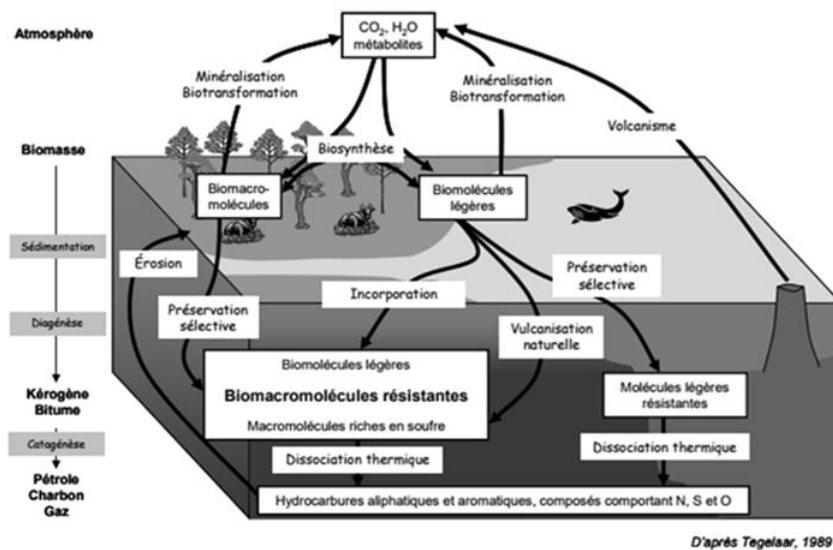 Atmosphère
CO2, H2O
métabolites
Minéralisation
Biotransformation
Minéralisation
Biotransformation
Volcanisme
Biomasse
Biosynthèse
Biomacro-
molécules
Biomolécules
légères
Sédimentation
Érosion
Préservation
sélective
Incorporation
Préservation
sélective
Diagénèse
Vulcanisation
naturelle
Biomolécules légères
Biomacromolécules résistantes
Macromolécules riches en soufre
Molécules légères
résistantes
Kérogène
Bitume
Catagénèse
Dissociation thermique
Dissociation thermique
Pétrole
Charbon
Gaz
Hydrocarbures aliphatiques et aromatiques, composés comportant N, S et O
D'après Tegelaar, 1989